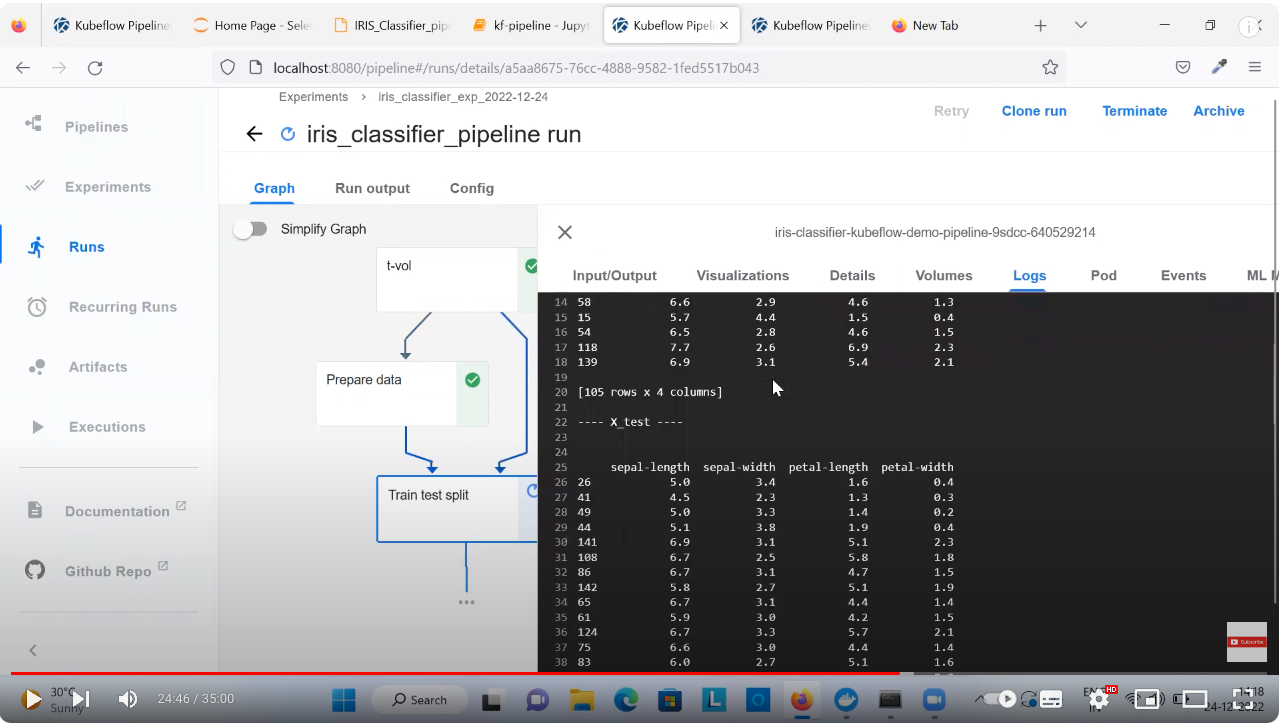 Kubeflow Pipeline
Home Page - Sele
IRIS_Classifier_pip
kf-pipeline - Jupyt
Kubeflow Pipeli
Kubeflow Pipeline
New Tab
localhost:8080/pipeline#/runs/details/a5aa8675-76cc-4888-9582-1fed5517b043
Experiments > iris_classifier_exp_2022-12-24
Retry Clone run Terminate Archive
iris_classifier_pipeline run
Graph Run output Config
Pipelines
Experiments
Runs
Recurring Runs
Artifacts
Executions
Documentation
Github Repo
Simplify Graph
t-vol
Prepare data
Train test split
iris-classifier-kubeflow-demo-pipeline-9sdcc-640529214
Input/Output Visualizations Details Volumes Logs Pod Events ML M
14 58 6.6 2.9 4.6 1.3
15 15 5.7 4.4 1.5 0.4
16 54 6.5 2.8 4.6 1.5
17 118 7.7 2.6 6.9 2.3
18 139 6.9 3.1 5.4 2.1
19
20 [105 rows x 4 columns]
21
22 ---- X_test ----
23
24
25 sepal-length sepal-width petal-length petal-width
26 26 5.0 3.4 1.6 0.4
27 41 4.5 2.3 1.3 0.3
28 49 5.0 3.3 1.4 0.2
29 44 5.1 3.8 1.9 0.4
30 141 6.9 3.1 5.1 2.3
31 108 6.7 2.5 5.8 1.8
32 86 6.7 3.1 4.7 1.5
33 142 5.8 2.7 5.1 1.9
34 65 6.7 3.1 4.4 1.4
35 61 5.9 3.0 4.2 1.5
36 124 6.7 3.3 5.7 2.1
37 75 6.6 3.0 4.4 1.4
38 83 6.0 2.7 5.1 1.6
Subscribe
30°C
Sunny
24:46 / 35:00
Search
HD
24-12-2022